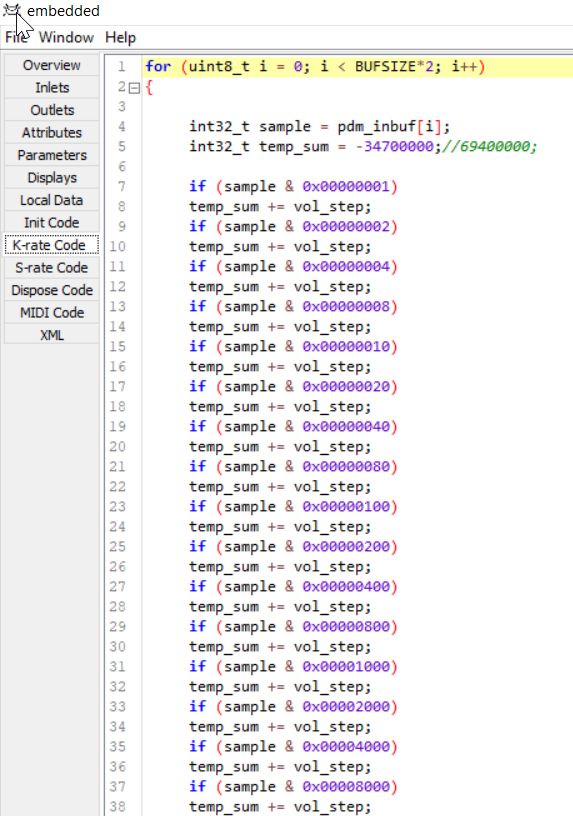 embedded
File Window Help
Overview
Inlets
Outlets
Attributes
Parameters
Displays
Local Data
Init Code
K-rate Code
S-rate Code
Dispose Code
MIDI Code
XML
1 for (uint8_t i = 0; i < BUFSIZE*2; i++)
2 {
3
4 int32_t sample = pdm_inbuf[i];
5 int32_t temp_sum = -34700000;//69400000;
6
7 if (sample & 0x00000001)
8 temp_sum += vol_step;
9 if (sample & 0x00000002)
10 temp_sum += vol_step;
11 if (sample & 0x00000004)
12 temp_sum += vol_step;
13 if (sample & 0x00000008)
14 temp_sum += vol_step;
15 if (sample & 0x00000010)
16 temp_sum += vol_step;
17 if (sample & 0x00000020)
18 temp_sum += vol_step;
19 if (sample & 0x00000040)
20 temp_sum += vol_step;
21 if (sample & 0x00000080)
22 temp_sum += vol_step;
23 if (sample & 0x00000100)
24 temp_sum += vol_step;
25 if (sample & 0x00000200)
26 temp_sum += vol_step;
27 if (sample & 0x00000400)
28 temp_sum += vol_step;
29 if (sample & 0x00000800)
30 temp_sum += vol_step;
31 if (sample & 0x00001000)
32 temp_sum += vol_step;
33 if (sample & 0x00002000)
34 temp_sum += vol_step;
35 if (sample & 0x00004000)
36 temp_sum += vol_step;
37 if (sample & 0x00008000)
38 temp_sum += vol_step;